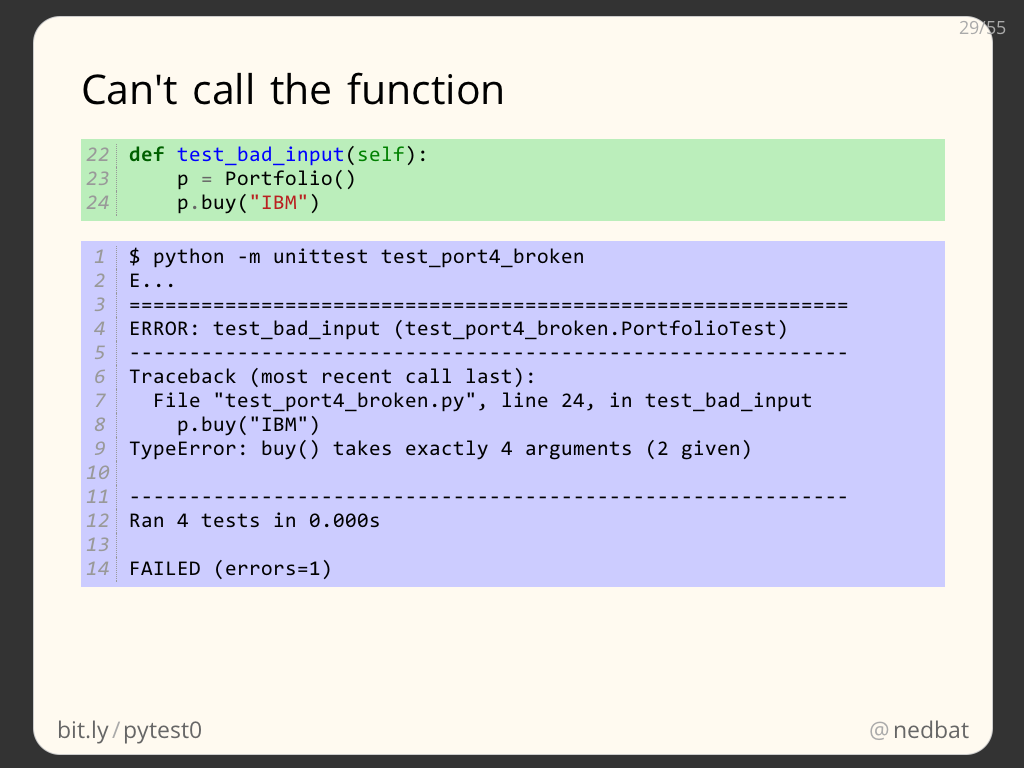 29/55
Can't call the function
22 def test_bad_input(self):
23     p = Portfolio()
24     p.buy("IBM")
1 $ python -m unittest test_port4_broken
2 E...
3 ============================================================
4 ERROR: test_bad_input (test_port4_broken.PortfolioTest)
5 ------------------------------------------------------------
6 Traceback (most recent call last):
7   File "test_port4_broken.py", line 24, in test_bad_input
8     p.buy("IBM")
9 TypeError: buy() takes exactly 4 arguments (2 given)
10
11 ------------------------------------------------------------
12 Ran 4 tests in 0.000s
13
14 FAILED (errors=1)
bit.ly/pytest0
@nedbat